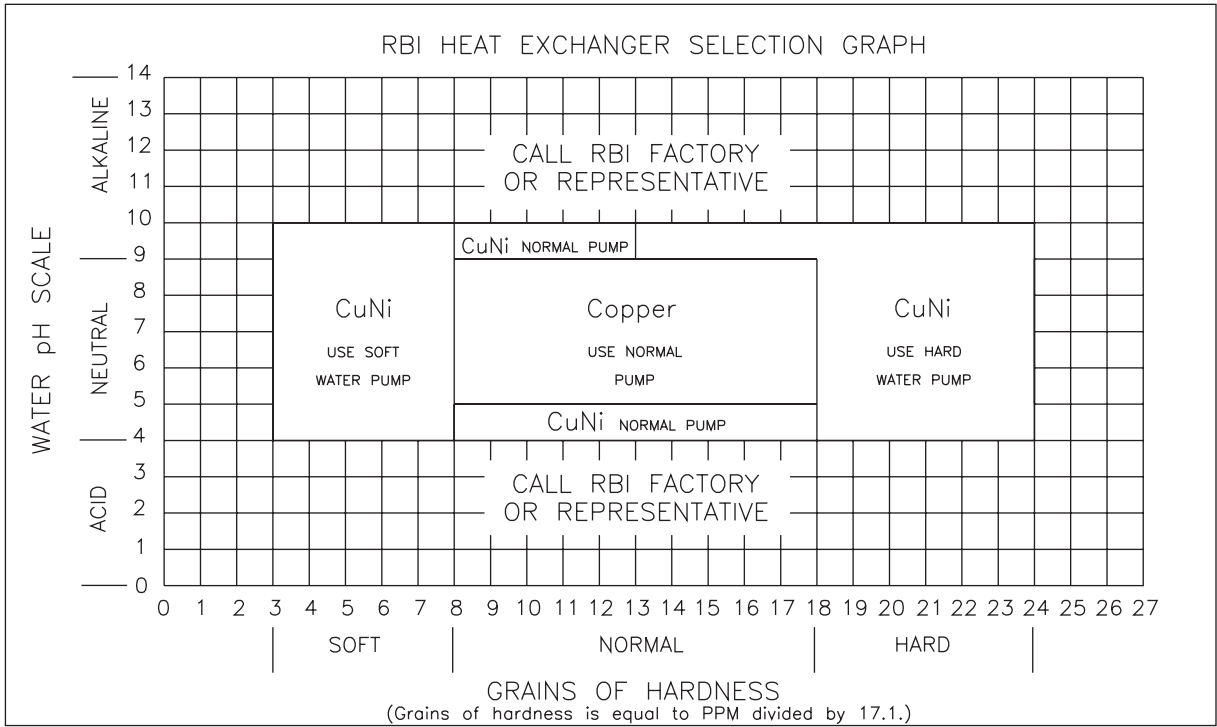 RBI HEAT EXCHANGER SELECTION GRAPH
WATER pH SCALE
ALKALINE
NEUTRAL
ACID
14
13
12
11
10
9
8
7
6
5
4
3
2
1
0
CALL RBI FACTORY
OR REPRESENTATIVE
CuNi NORMAL PUMP
CuNi
USE SOFT
WATER PUMP
Copper
USE NORMAL
PUMP
CuNi
USE HARD
WATER PUMP
CuNi NORMAL PUMP
CALL RBI FACTORY
OR REPRESENTATIVE
0 1 2 3 4 5 6 7 8 9 10 11 12 13 14 15 16 17 18 19 20 21 22 23 24 25 26 27
SOFT NORMAL HARD
GRAINS OF HARDNESS
(Grains of hardness is equal to PPM divided by 17.1.)